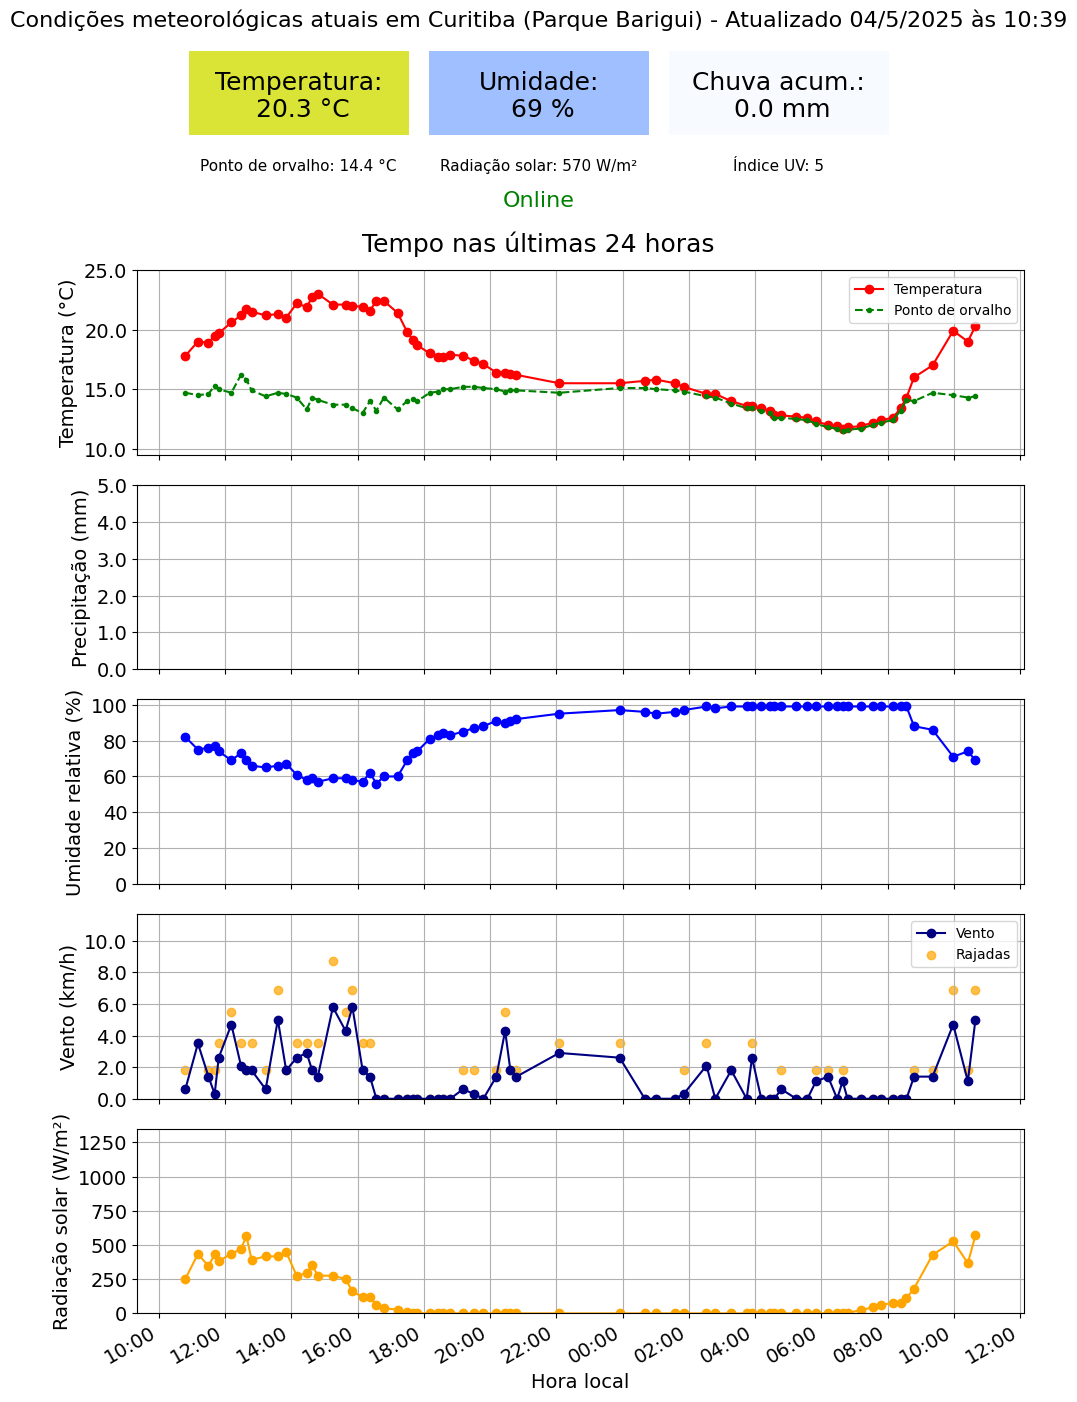 Condições meteorológicas atuais em Curitiba (Parque Barigui) - Atualizado 04/5/2025 às 10:39
Temperatura:
20.3 °C
Umidade:
69 %
Chuva acum.:
0.0 mm
Ponto de orvalho: 14.4 °C
Radiação solar: 570 W/m²
Índice UV: 5
Online
Tempo nas últimas 24 horas
Temperatura (°C)
25.0
20.0
15.0
10.0
Temperatura
Ponto de orvalho
Precipitação (mm)
5.0
4.0
3.0
2.0
1.0
0.0
Umidade relativa (%)
100
80
60
40
20
0
Vento (km/h)
10.0
8.0
6.0
4.0
2.0
0.0
Vento
Rajadas
Radiação solar (W/m²)
1250
1000
750
500
250
0
10:00
12:00
14:00
16:00
18:00
20:00
22:00
00:00
02:00
04:00
06:00
08:00
10:00
12:00
Hora local